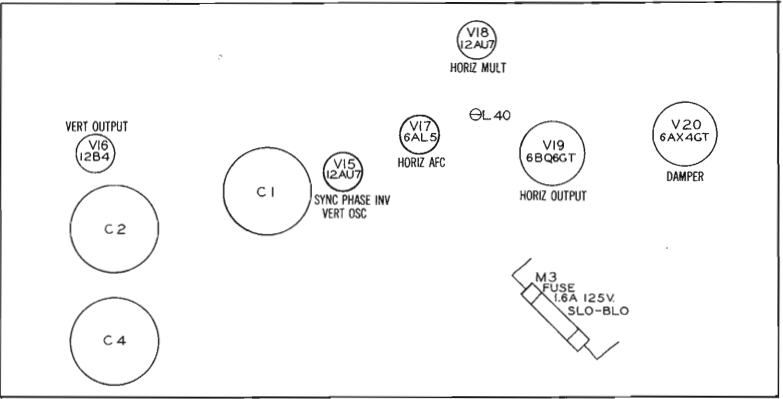 V18
12AU7
HORIZ MULT
VERT OUTPUT
V16
12B4
V17
6AL5
HORIZ AFC
L40
V19
6BQ6GT
HORIZ OUTPUT
V20
6AX4GT
DAMPER
C1
V15
12AU7
SYNC PHASE INV
VERT OSC
C2
M3
FUSE
1.6A 125V.
SLO-BLO
C4